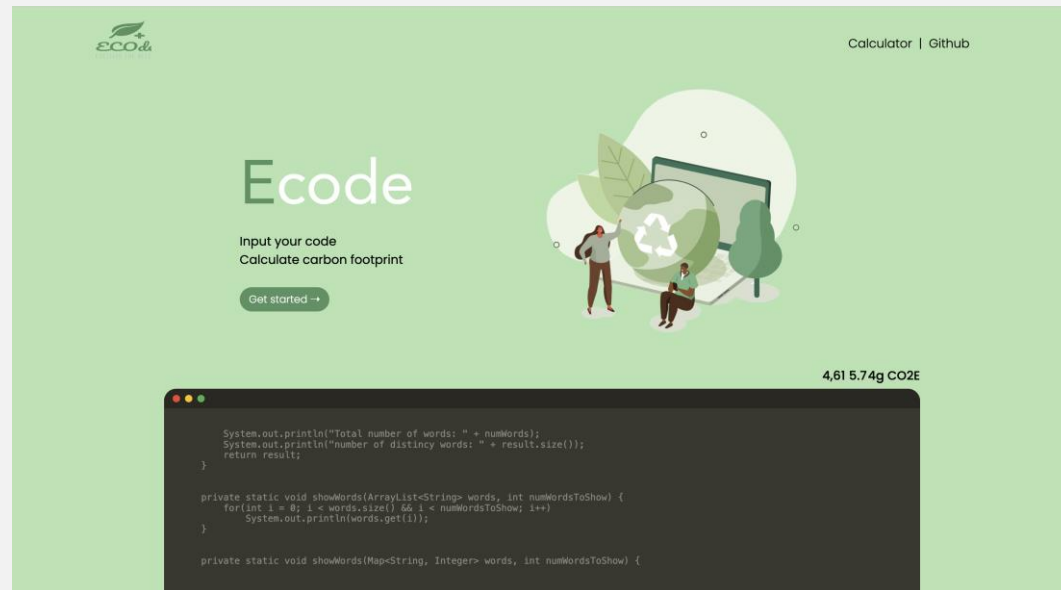 ECOde
Calculator | Github
Ecode
Input your code
Calculate carbon footprint
Get started →
4,61 5.74g CO2E
System.out.println("Total number of words: " + numWords);
System.out.println("number of distincy words: " + result.size());
return result;
}
private static void showWords(ArrayList<String> words, int numWordsToShow) {
for(int i = 0; i < words.size() && i < numWordsToShow; i++)
System.out.println(words.get(i));
}
private static void showWords(Map<String, Integer> words, int numWordsToShow) {